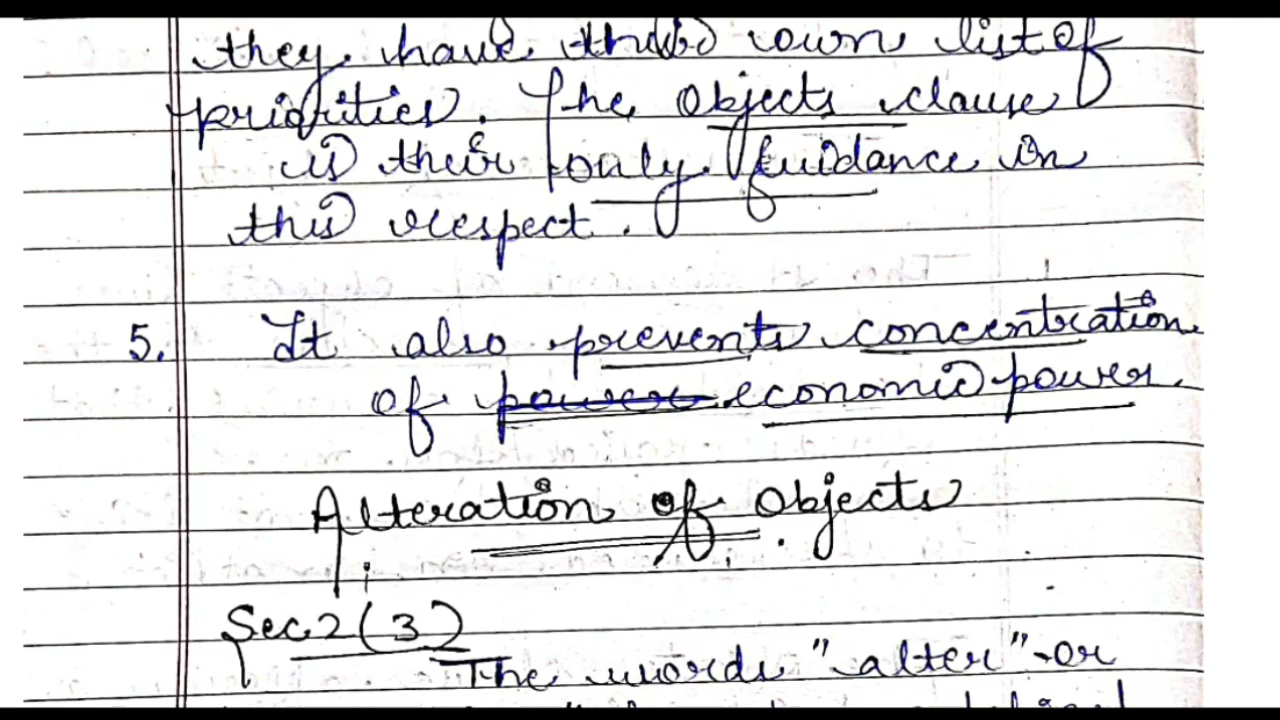 they have their own list of
priorities. The objects clause
is their only guidance in
this respect.
5. It also prevents concentration
of power economic power.
Alteration of objects
Sec 2(3)
The words "alter" or